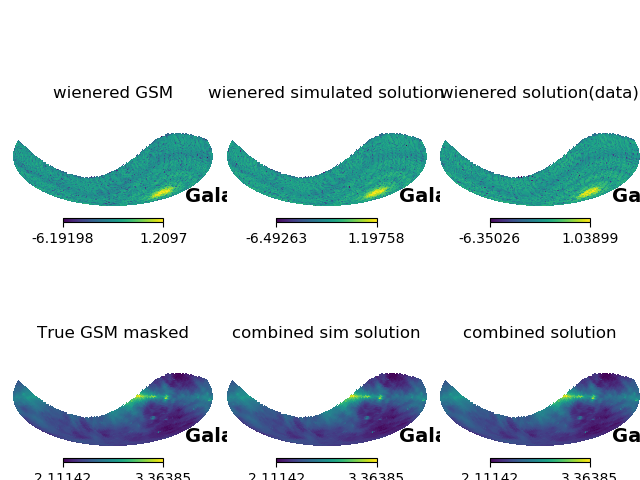 wienered GSM
wienered simulated solution
wienered solution(data)
Gala
Gala
Ga
-6.19198 1.2097
-6.49263 1.19758
-6.35026 1.03899
True GSM masked
combined sim solution
combined solution
Gala
Gala
Ga
2.11142 3.36385
2.11142 3.36385
2.11142 3.36385